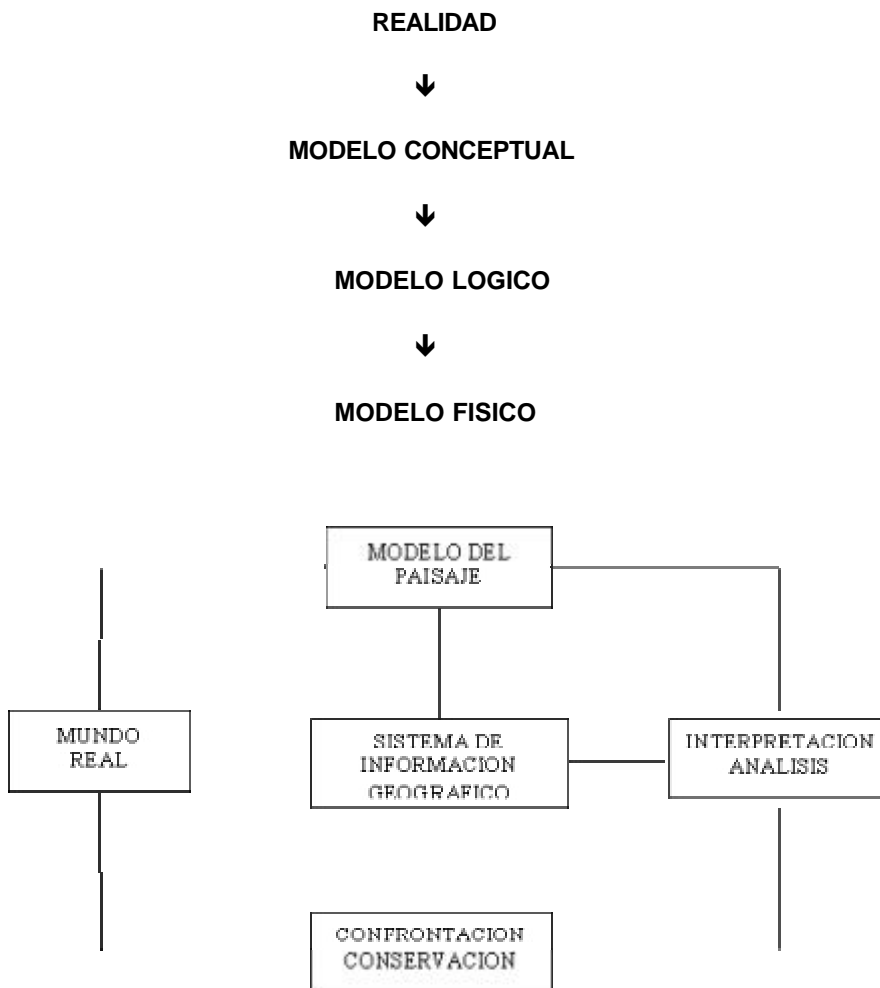 REALIDAD
MODELO CONCEPTUAL
MODELO LOGICO
MODELO FISICO
MODELO DEL
PAISAJE
MUNDO
REAL
SISTEMA DE
INFORMACION
GEOGRAFICO
INTERPRETACION
ANALISIS
CONFRONTACION
CONSERVACION